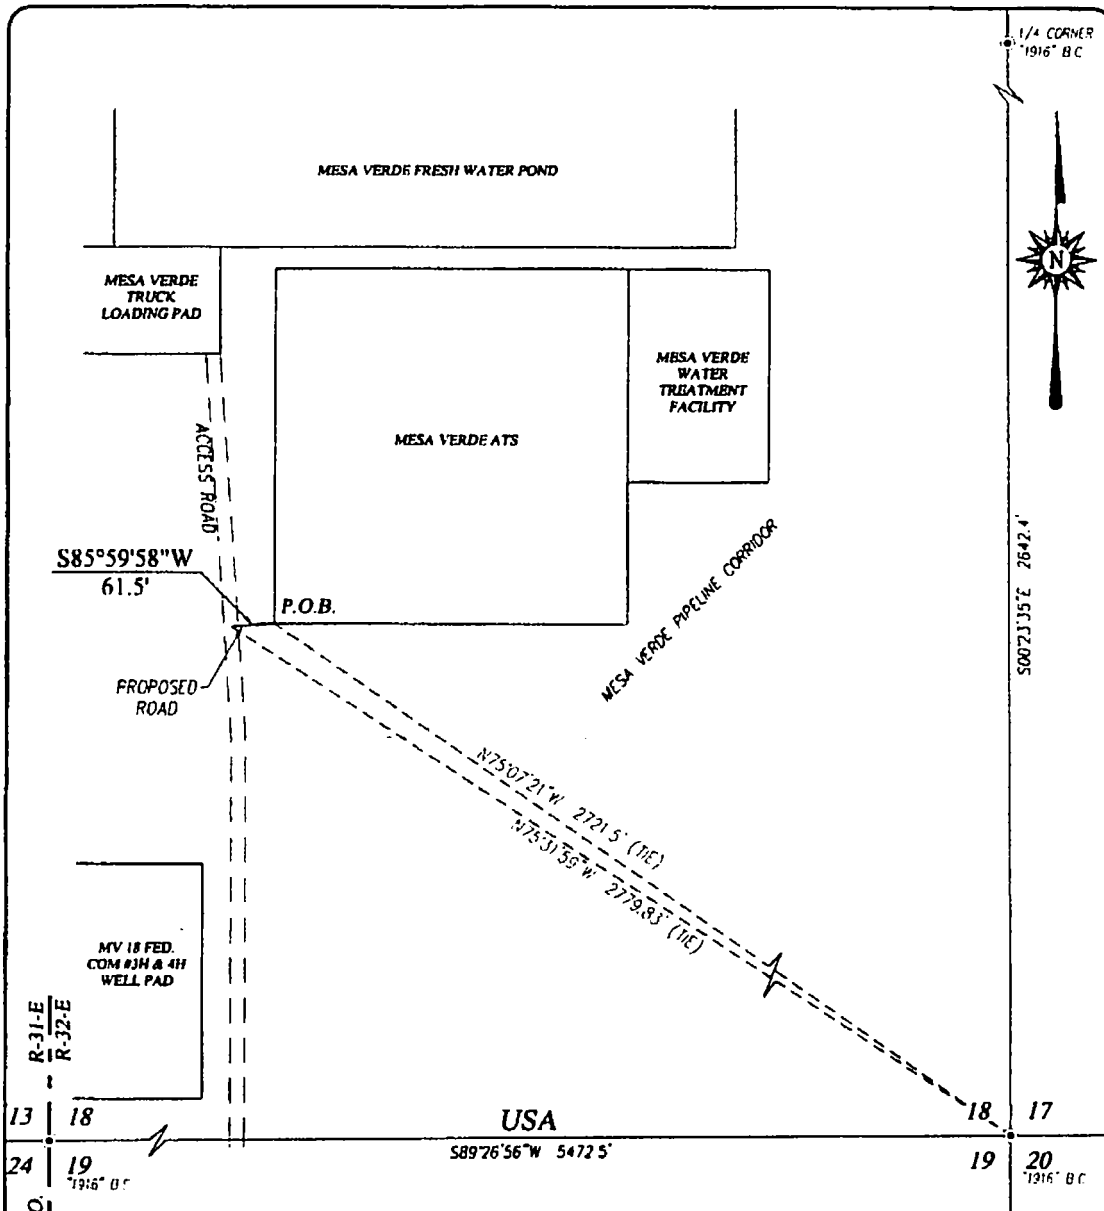 1/4 CORNER
"1916" B.C.
MESA VERDE FRESH WATER POND
N
MESA VERDE
TRUCK
LOADING PAD
MESA VERDE
WATER
TREATMENT
FACILITY
MESA VERDE ATS
ACCESS ROAD
S00°23'35"E 2642.4'
MESA VERDE PIPELINE CORRIDOR
S85°59'58"W
61.5'
P.O.B.
PROPOSED
ROAD
N75°07'21"W 2721.5' (TIE)
N75°31'59"W 2779.83' (TIE)
MV 18 FED.
COM #3H & 4H
WELL PAD
R-31-E
R-32-E
13 18
USA
18 17
S89°26'56"W 5472.5'
24 19
"1916" B.C.
19 20
"1916" B.C.